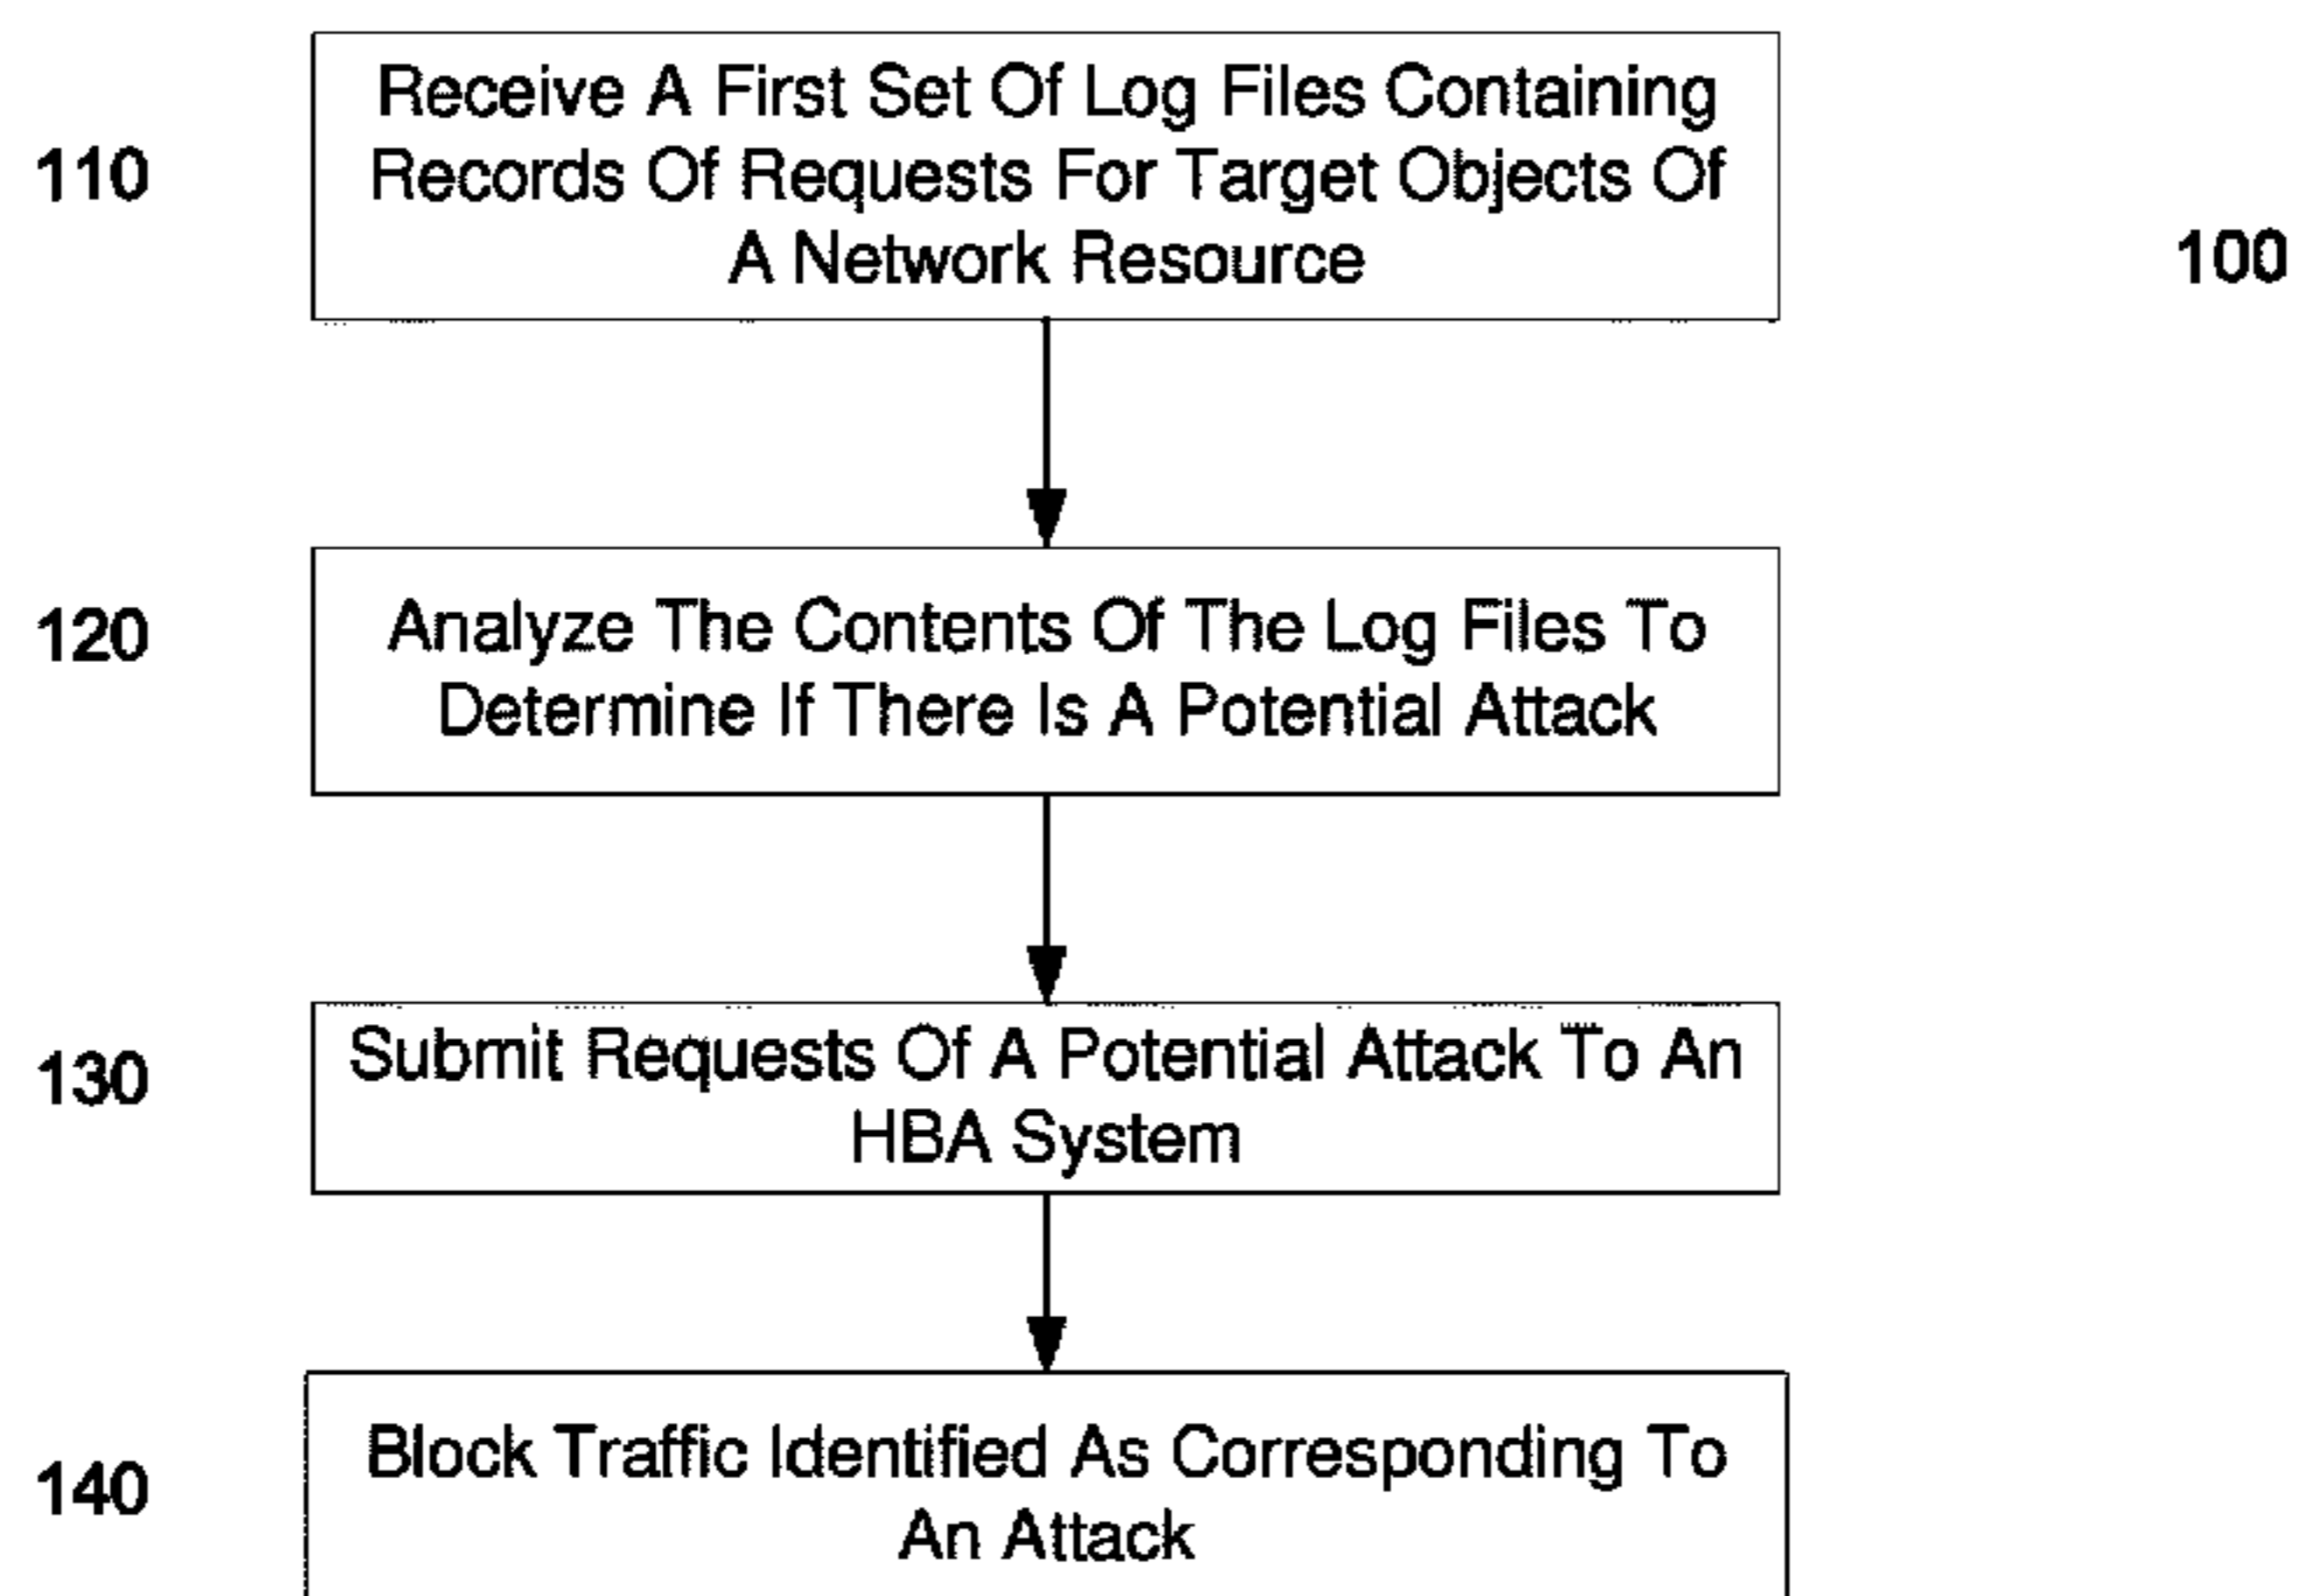 110
Receive A First Set Of Log Files Containing
Records Of Requests For Target Objects Of
A Network Resource
100
120
Analyze The Contents Of The Log Files To
Determine If There Is A Potential Attack
130
Submit Requests Of A Potential Attack To An
HBA System
140
Block Traffic Identified As Corresponding To
An Attack